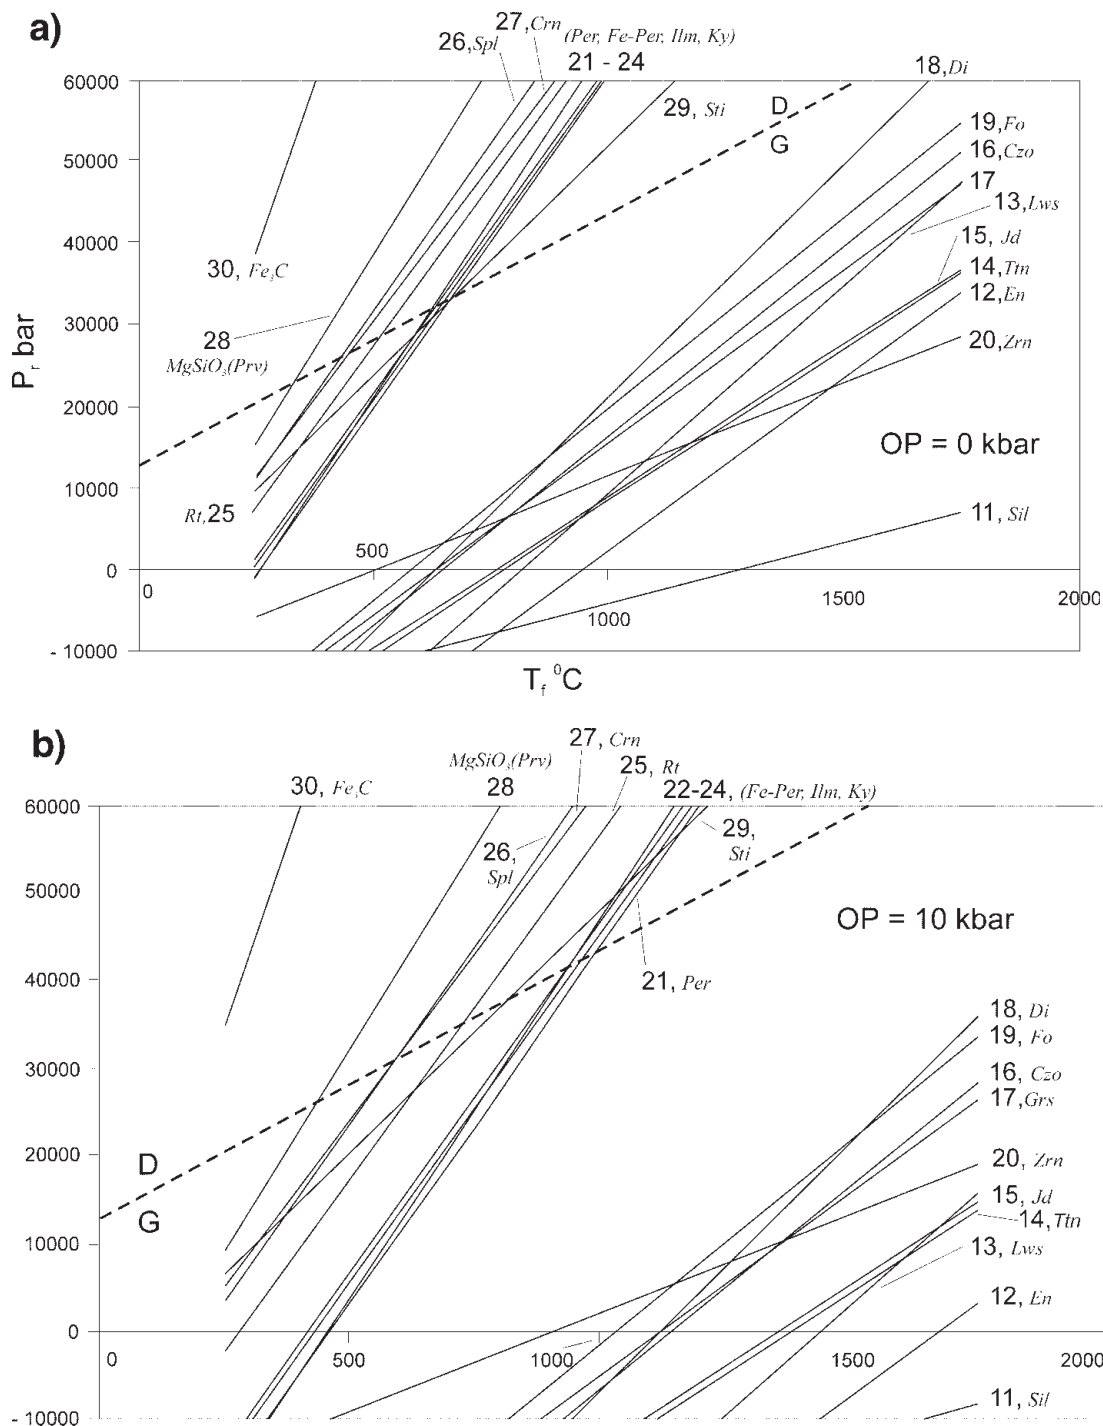 a)
27,Crn (Per, Fe-Per, Ilm, Ky)
26,Spl
21 - 24
18,Di
60000
29, Sti
D
G
19,Fo
16,Czo
17
13,Lws
15, Jd
14,Ttn
12,En
20,Zrn
50000
40000
30, Fe₃C
30000
28
MgSiO₃(Prv)
Pᵣ bar
20000
OP = 0 kbar
10000
Rt,25
11, Sil
500
0
0
1000
1500
2000
- 10000
T_f ⁰C
b)
27, Crn
MgSiO₃(Prv)
25, Rt
30, Fe₃C
28
22-24, (Fe-Per, Ilm, Ky)
60000
29,
Sti
26,
Spl
50000
OP = 10 kbar
40000
21, Per
18, Di
19, Fo
30000
16, Czo
17,Grs
20000
D
G
20, Zrn
15, Jd
14,Ttn
10000
13, Lws
12, En
0
0
500
1000
1500
2000
- 10000
11, Sil